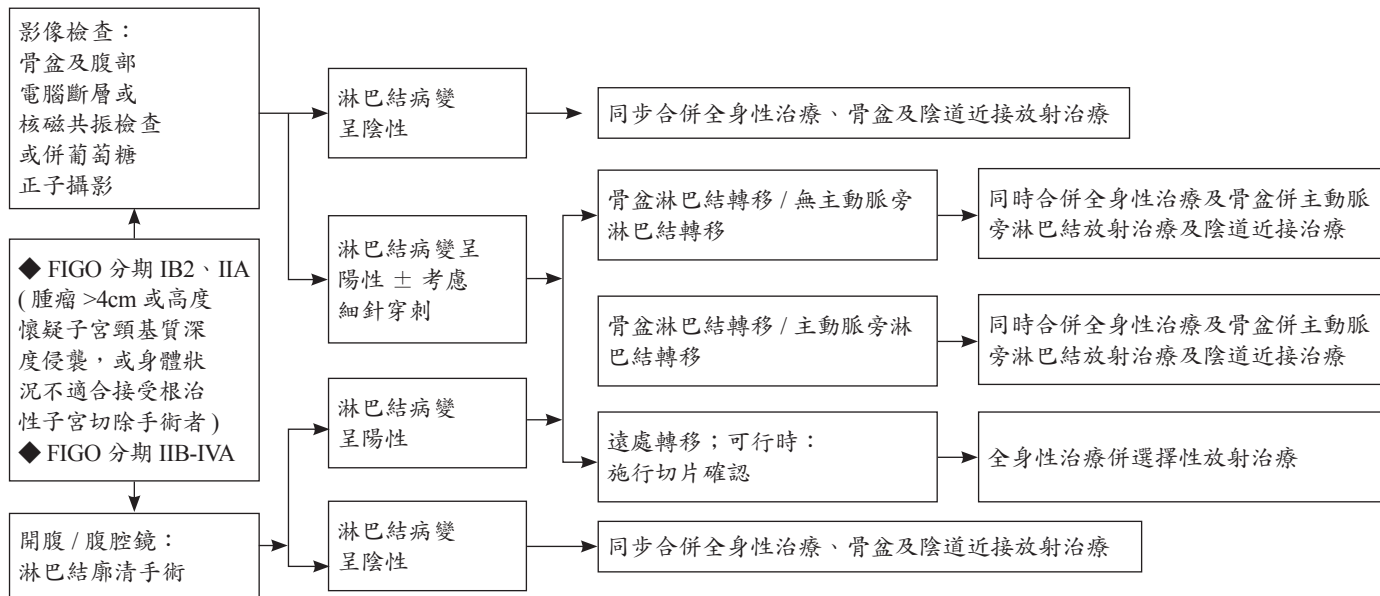 影像檢查：
骨盆及腹部
電腦斷層或
核磁共振檢查
或併葡萄糖
正子攝影
淋巴結病變
呈陰性
同步合併全身性治療、骨盆及陰道近接放射治療
淋巴結病變呈
陽性 ± 考慮
細針穿刺
骨盆淋巴結轉移 / 無主動脈旁
淋巴結轉移
同時合併全身性治療及骨盆併主動脈
旁淋巴結放射治療及陰道近接治療
◆ FIGO 分期 IB2、IIA
( 腫瘤 >4cm 或高度
懷疑子宮頸基質深
度侵襲，或身體狀
況不適合接受根治
性子宮切除手術者 )
◆ FIGO 分期 IIB-IVA
骨盆淋巴結轉移 / 主動脈旁淋
巴結轉移
同時合併全身性治療及骨盆併主動脈
旁淋巴結放射治療及陰道近接治療
淋巴結病變
呈陽性
遠處轉移；可行時：
施行切片確認
全身性治療併選擇性放射治療
開腹 / 腹腔鏡：
淋巴結廓清手術
淋巴結病變
呈陰性
同步合併全身性治療、骨盆及陰道近接放射治療